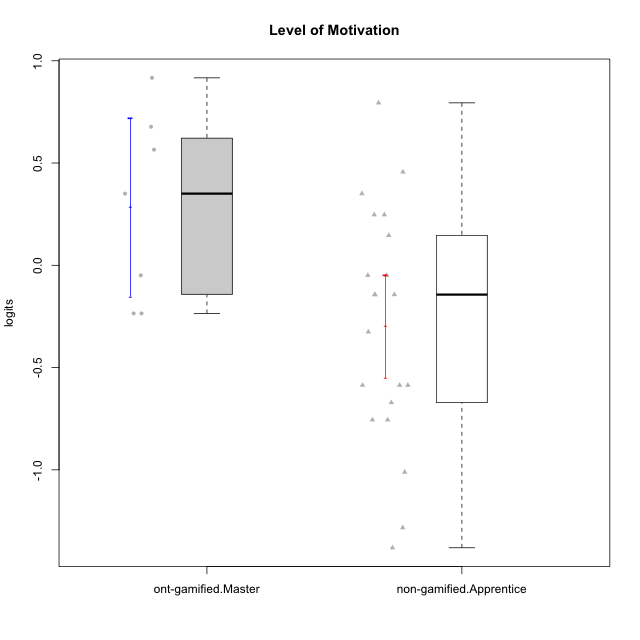 Level of Motivation
1.0
0.5
0.0
-0.5
-1.0
logits
ont-gamified.Master
non-gamified.Apprentice